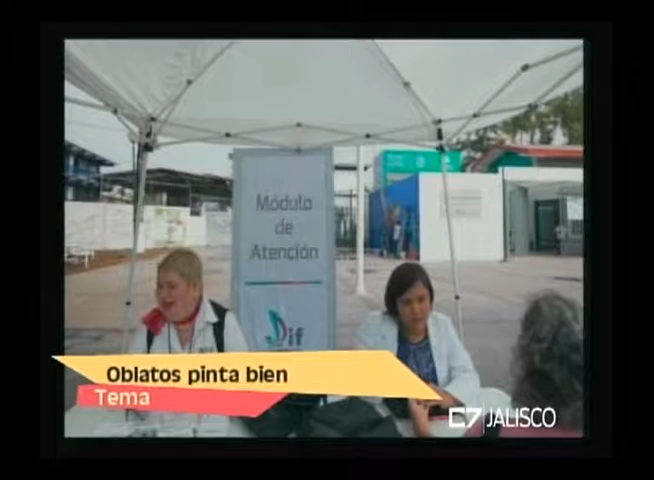 Módulo
de
Atención
Dif
Oblatos pinta bien
Tema
C7 JALISCO